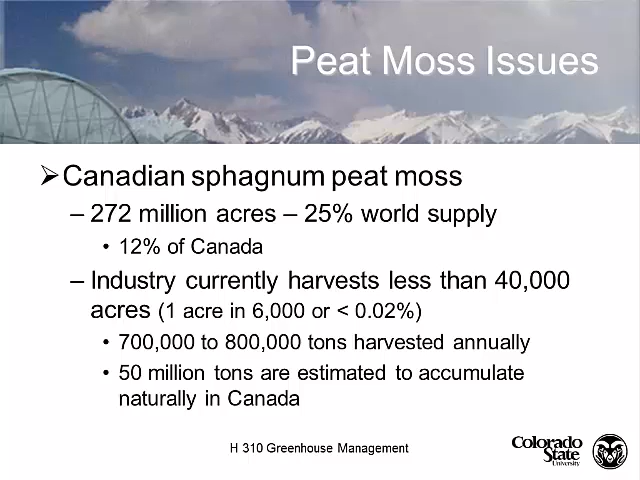 Peat Moss Issues
➢Canadian sphagnum peat moss
– 272 million acres – 25% world supply
• 12% of Canada
– Industry currently harvests less than 40,000
acres (1 acre in 6,000 or < 0.02%)
• 700,000 to 800,000 tons harvested annually
• 50 million tons are estimated to accumulate
naturally in Canada
H 310 Greenhouse Management
Colorado
State
University